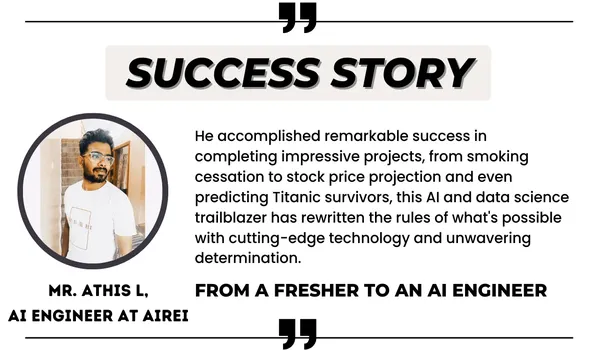 SUCCESS STORY
He accomplished remarkable success in
completing impressive projects, from smoking
cessation to stock price projection and even
predicting Titanic survivors, this AI and data science
trailblazer has rewritten the rules of what's possible
with cutting-edge technology and unwavering
determination.
MR. ATHIS L,
AI ENGINEER AT AIREI
FROM A FRESHER TO AN AI ENGINEER